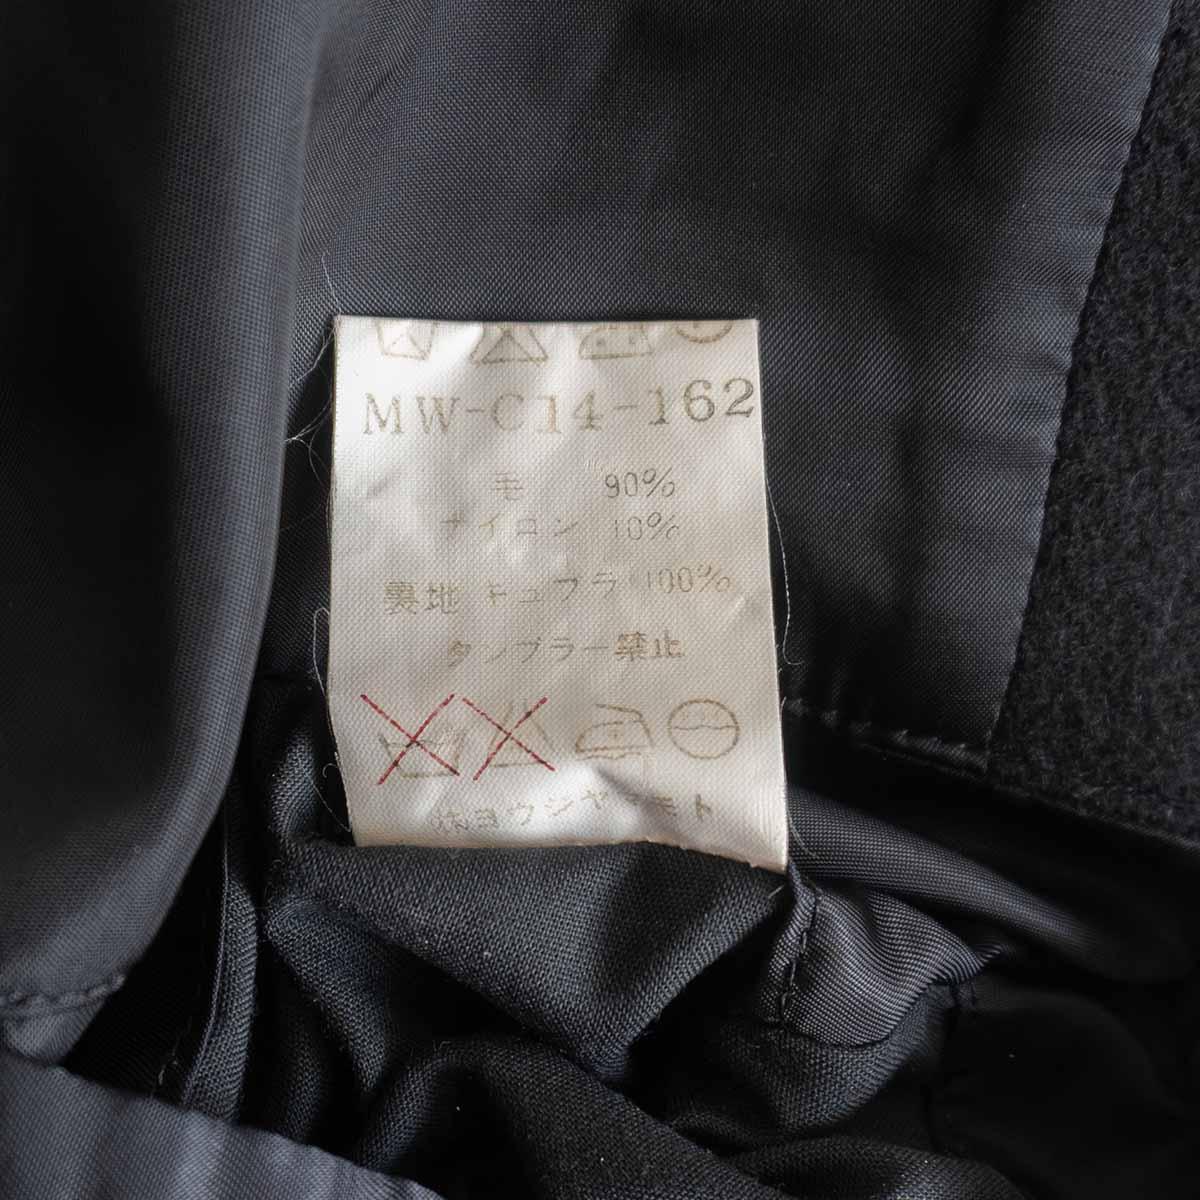 MW-C14-162
毛 90%
ナイロン 10%
裏地 キュプラ 100%
タンブラー禁止
㈱ヨウジヤマモト